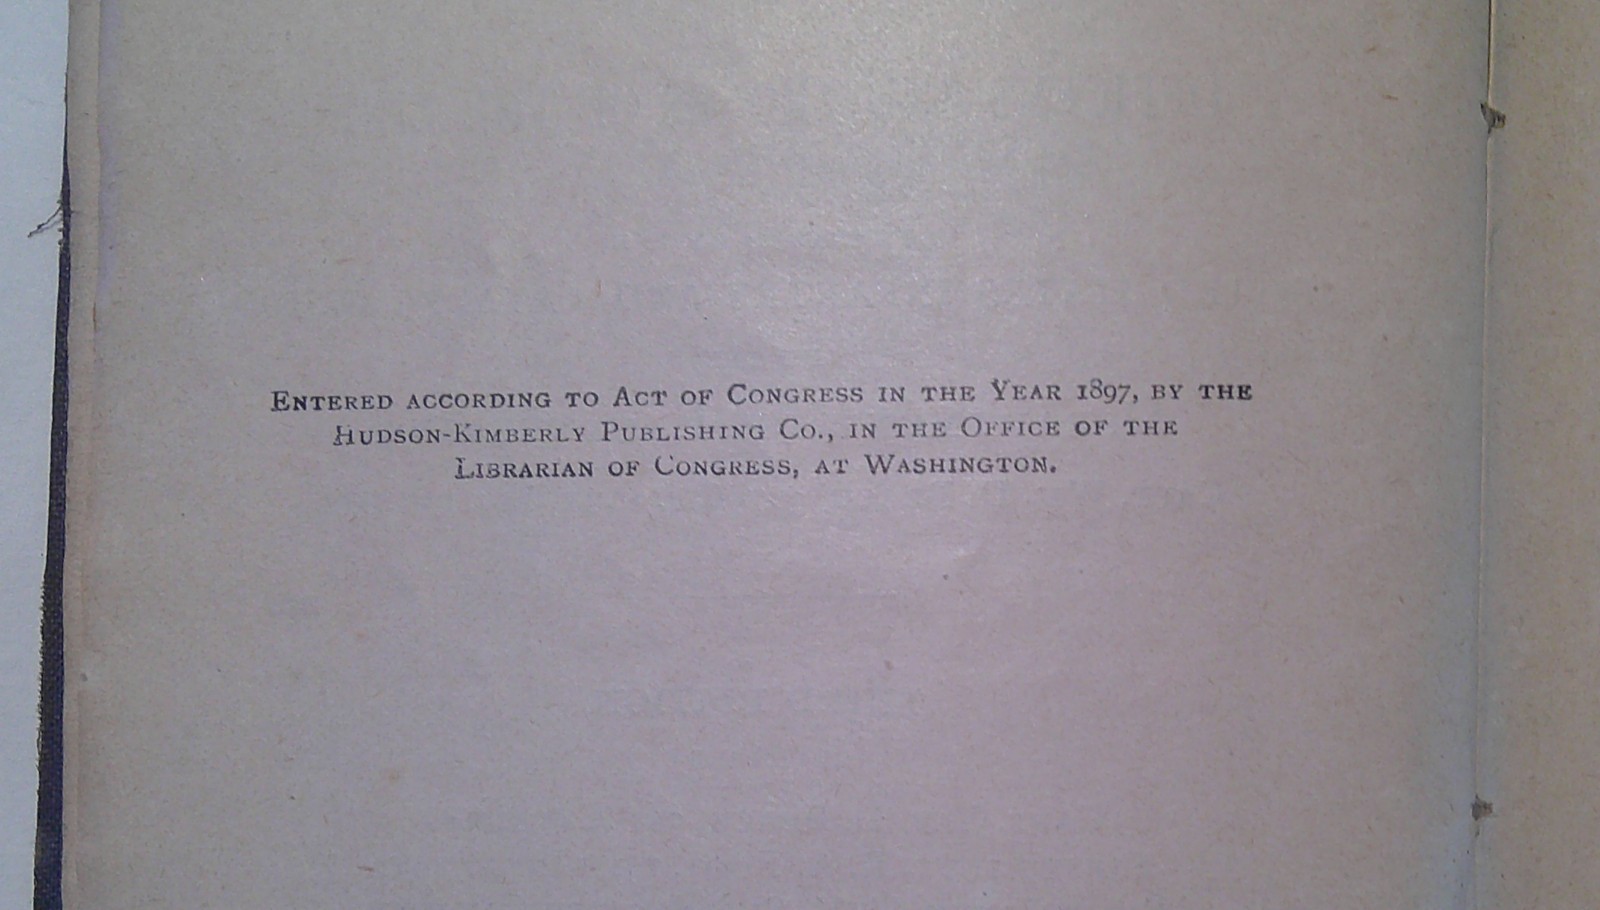 Entered according to Act of Congress in the Year 1897, by the
Hudson-Kimberly Publishing Co., in the Office of the
Librarian of Congress, at Washington.